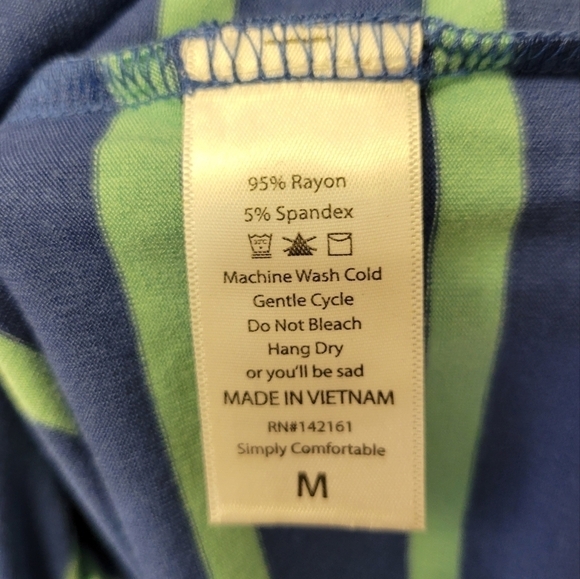 95% Rayon
5% Spandex
Machine Wash Cold
Gentle Cycle
Do Not Bleach
Hang Dry
or you'll be sad
MADE IN VIETNAM
RN#142161
Simply Comfortable
M